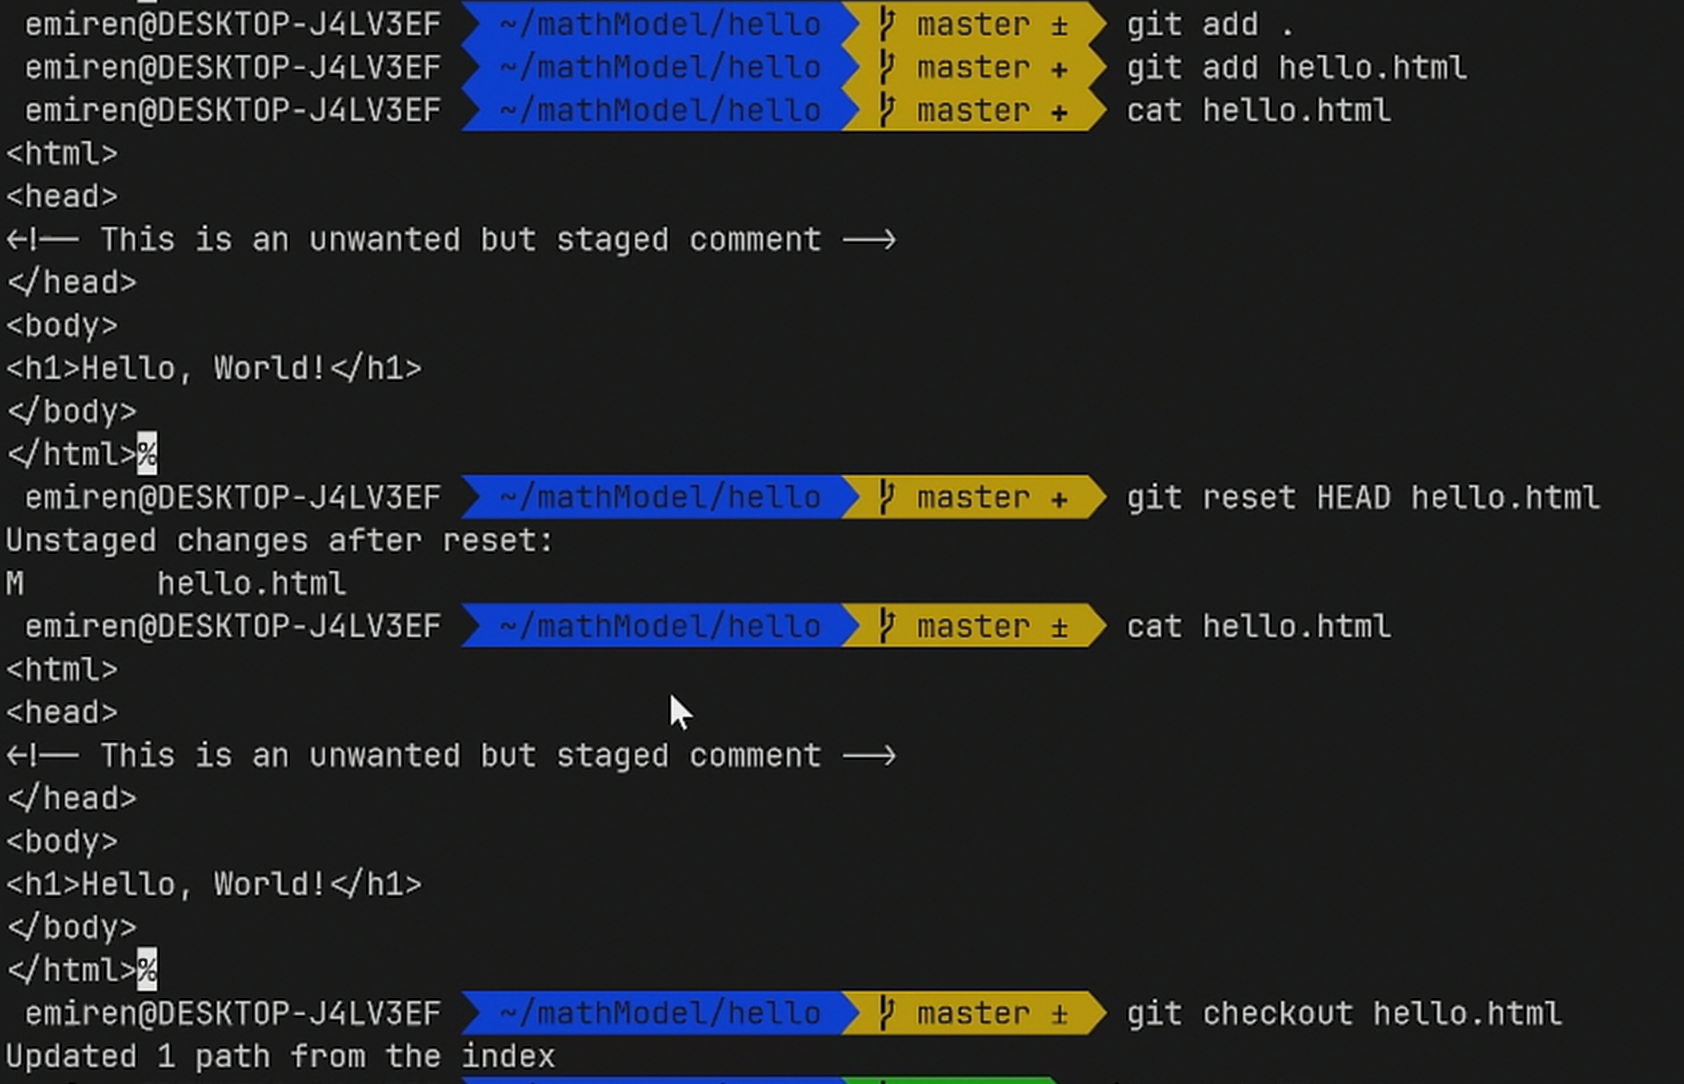 emiren@DESKTOP-J4LV3EF ~/mathModel/hello master ± git add .
emiren@DESKTOP-J4LV3EF ~/mathModel/hello master + git add hello.html
emiren@DESKTOP-J4LV3EF ~/mathModel/hello master + cat hello.html
<html>
<head>
<!-- This is an unwanted but staged comment -->
</head>
<body>
<h1>Hello, World!</h1>
</body>
</html>%
emiren@DESKTOP-J4LV3EF ~/mathModel/hello master + git reset HEAD hello.html
Unstaged changes after reset:
M hello.html
emiren@DESKTOP-J4LV3EF ~/mathModel/hello master ± cat hello.html
<html>
<head>
<!-- This is an unwanted but staged comment -->
</head>
<body>
<h1>Hello, World!</h1>
</body>
</html>%
emiren@DESKTOP-J4LV3EF ~/mathModel/hello master ± git checkout hello.html
Updated 1 path from the index